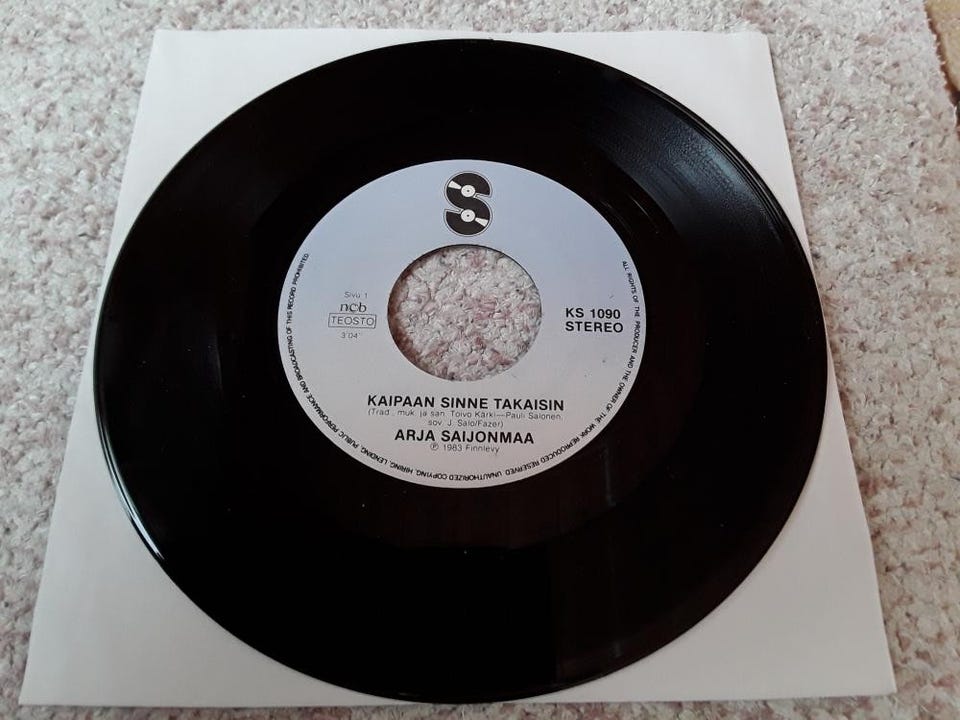 S
Sivu 1
ncb
TEOSTO
3'04"
KS 1090
STEREO
KAIPAAN SINNE TAKAISIN
(Trad., muk. ja san. Toivo Kärki—Pauli Salonen,
sov. J. Salo/Fazer)
ARJA SAIJONMAA
℗ 1983 Finnlevy
ALL RIGHTS OF THE PRODUCER AND THE OWNER OF THE WORK REPRODUCED RESERVED. UNAUTHORIZED COPYING, HIRING, LENDING, PUBLIC PERFORMANCE AND BROADCASTING OF THIS RECORD PROHIBITED